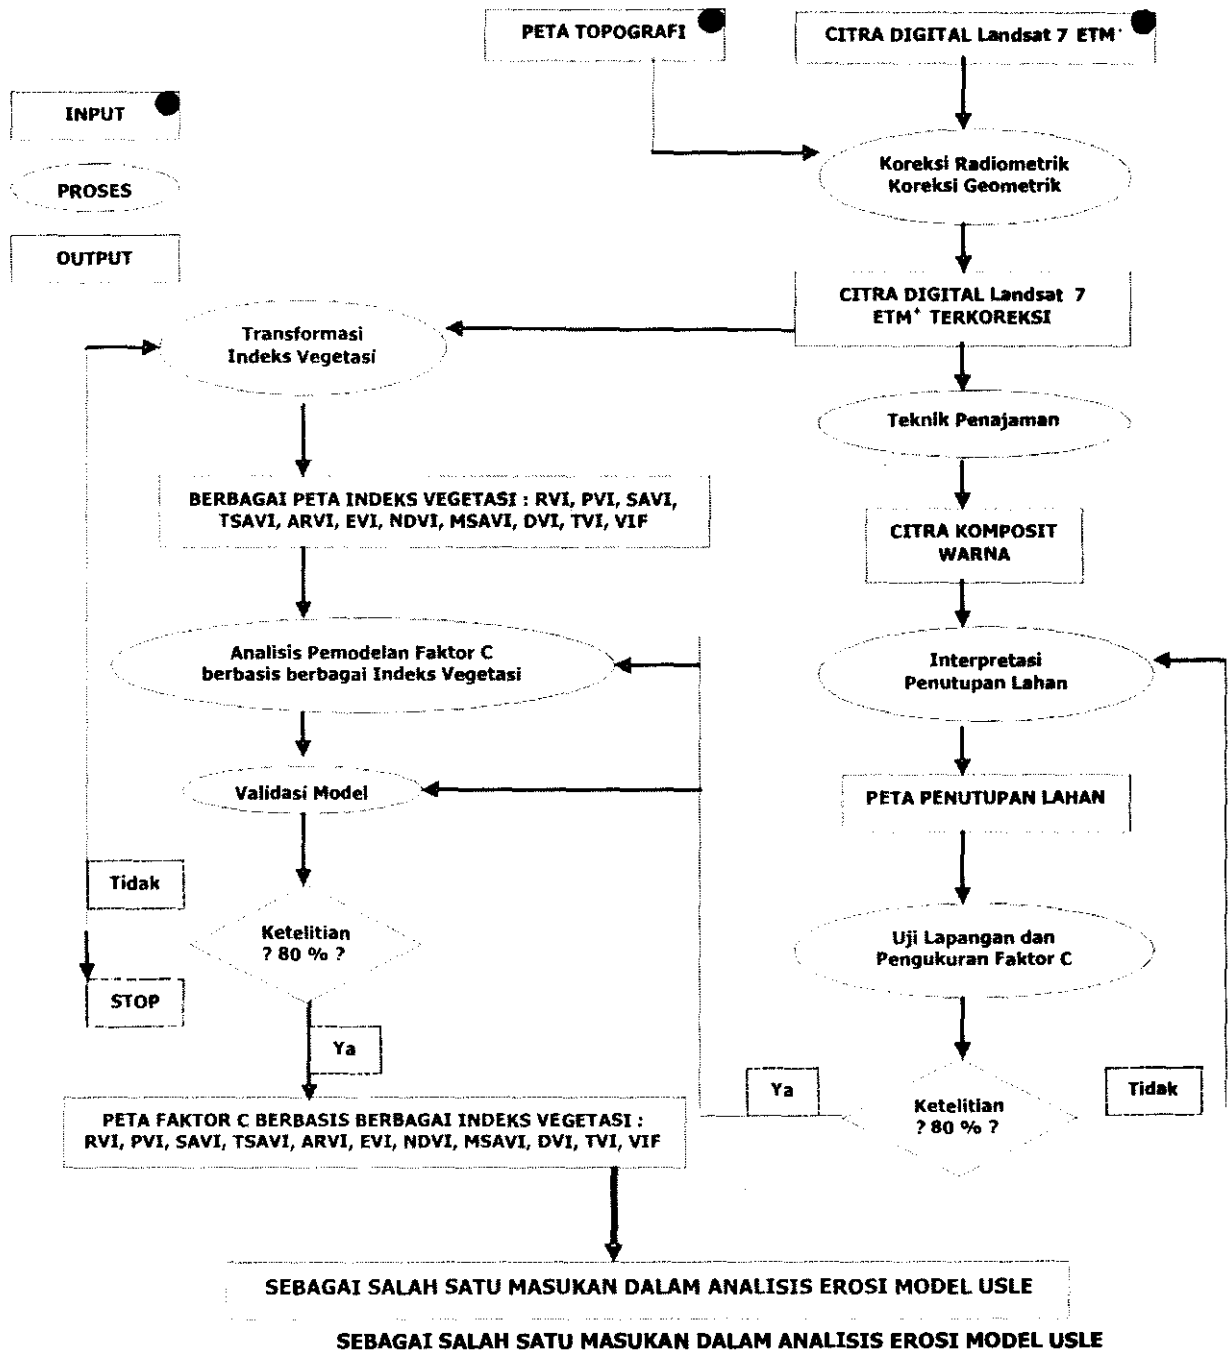 PETA TOPOGRAFI
CITRA DIGITAL Landsat 7 ETM+
INPUT
PROSES
OUTPUT
Koreksi Radiometrik
Koreksi Geometrik
CITRA DIGITAL Landsat 7
ETM+ TERKOREKSI
Transformasi
Indeks Vegetasi
Teknik Penajaman
BERBAGAI PETA INDEKS VEGETASI : RVI, PVI, SAVI,
TSAVI, ARVI, EVI, NDVI, MSAVI, DVI, TVI, VIF
CITRA KOMPOSIT
WARNA
Analisis Pemodelan Faktor C
berbasis berbagai Indeks Vegetasi
Interpretasi
Penutupan Lahan
Validasi Model
PETA PENUTUPAN LAHAN
Tidak
Ketelitian
? 80 % ?
STOP
Ya
Uji Lapangan dan
Pengukuran Faktor C
Ya
Ketelitian
? 80 % ?
Tidak
PETA FAKTOR C BERBASIS BERBAGAI INDEKS VEGETASI :
RVI, PVI, SAVI, TSAVI, ARVI, EVI, NDVI, MSAVI, DVI, TVI, VIF
SEBAGAI SALAH SATU MASUKAN DALAM ANALISIS EROSI MODEL USLE
SEBAGAI SALAH SATU MASUKAN DALAM ANALISIS EROSI MODEL USLE